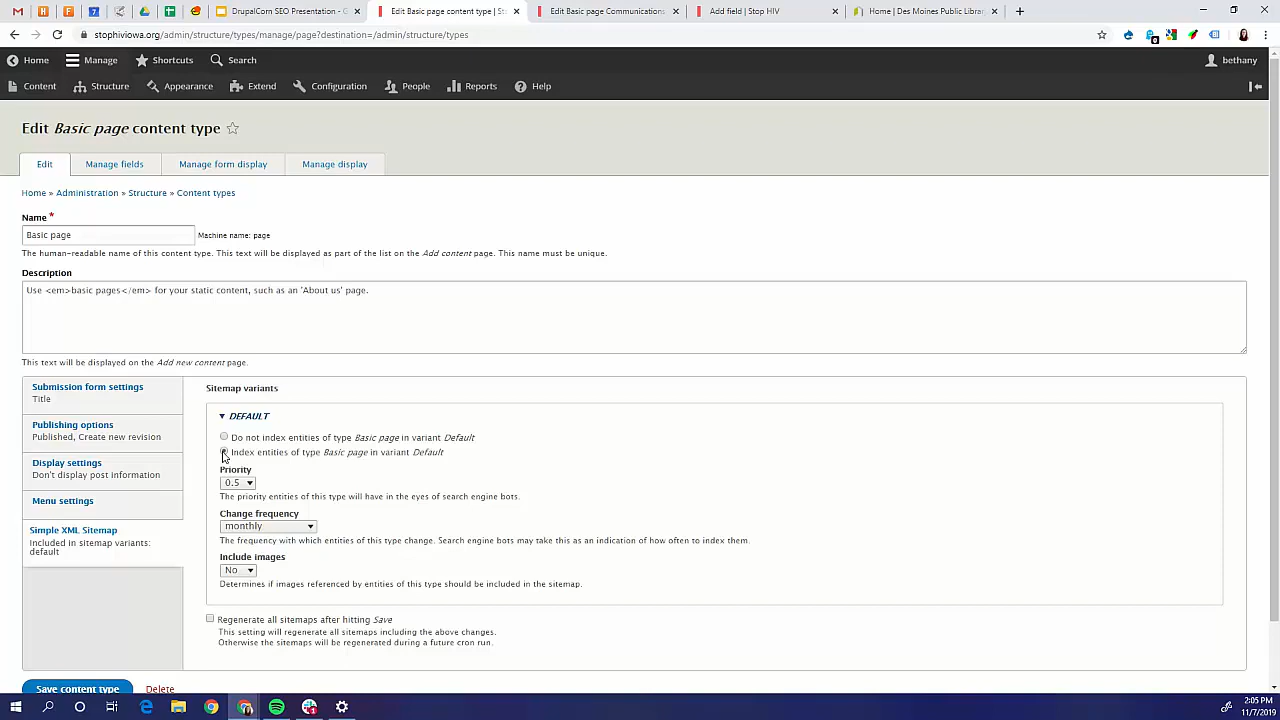 DrupalCorn SEO Presentation - G
Edit Basic page content type | St
Edit Basic page Communications
Add field | Stop HIV
Home | Des Moines Public Librar
stophiviowa.org/admin/structure/types/manage/page?destination=/admin/structure/types
Home
Manage
Shortcuts
Search
bethany
Content
Structure
Appearance
Extend
Configuration
People
Reports
Help
Edit Basic page content type
Edit
Manage fields
Manage form display
Manage display
Home » Administration » Structure » Content types
Name *
Basic page
Machine name: page
The human-readable name of this content type. This text will be displayed as part of the list on the Add content page. This name must be unique.
Description
Use <em>basic pages</em> for your static content, such as an 'About us' page.
This text will be displayed on the Add new content page.
Submission form settings
Title
Publishing options
Published, Create new revision
Display settings
Don't display post information
Menu settings
Simple XML Sitemap
Included in sitemap variants:
default
Sitemap variants
DEFAULT
Do not index entities of type Basic page in variant Default
Index entities of type Basic page in variant Default
Priority
0.5
The priority entities of this type will have in the eyes of search engine bots.
Change frequency
monthly
The frequency with which entities of this type change. Search engine bots may take this as an indication of how often to index them.
Include images
No
Determines if images referenced by entities of this type should be included in the sitemap.
Regenerate all sitemaps after hitting Save
This setting will regenerate all sitemaps including the above changes.
Otherwise the sitemaps will be regenerated during a future cron run.
Save content type
Delete
2:05 PM
11/7/2019